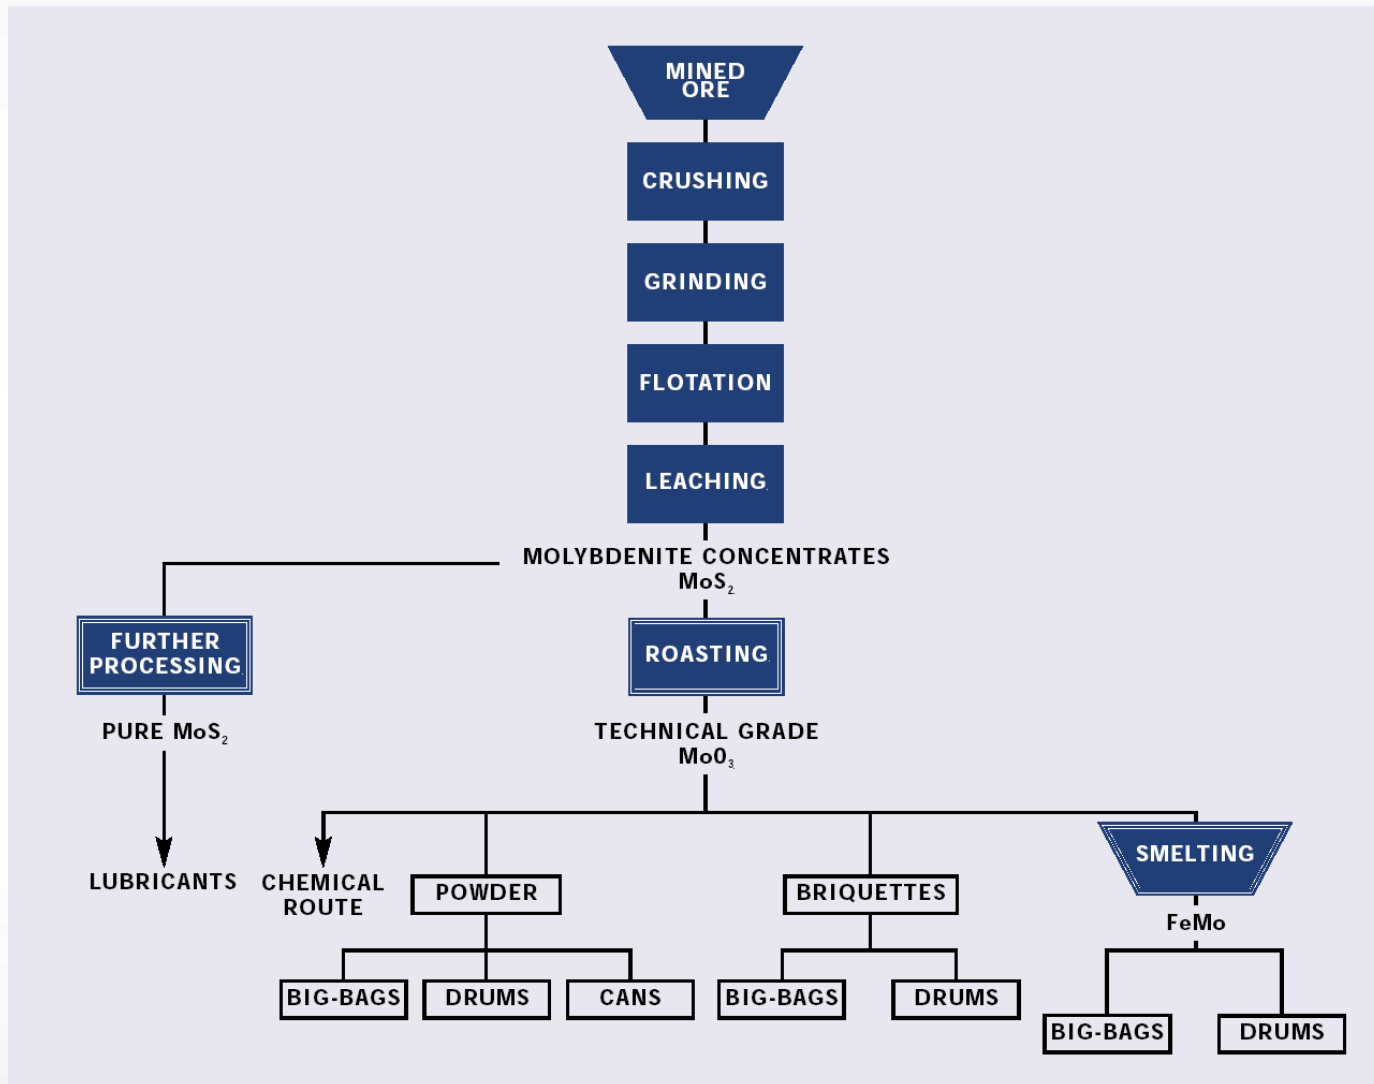 MINED
ORE
CRUSHING
GRINDING
FLOTATION
LEACHING
MOLYBDENITE CONCENTRATES
MoS₂
FURTHER
PROCESSING
ROASTING
PURE MoS₂
TECHNICAL GRADE
MoO₃
SMELTING
LUBRICANTS
CHEMICAL
ROUTE
POWDER
BRIQUETTES
FeMo
BIG-BAGS
DRUMS
CANS
BIG-BAGS
DRUMS
BIG-BAGS
DRUMS